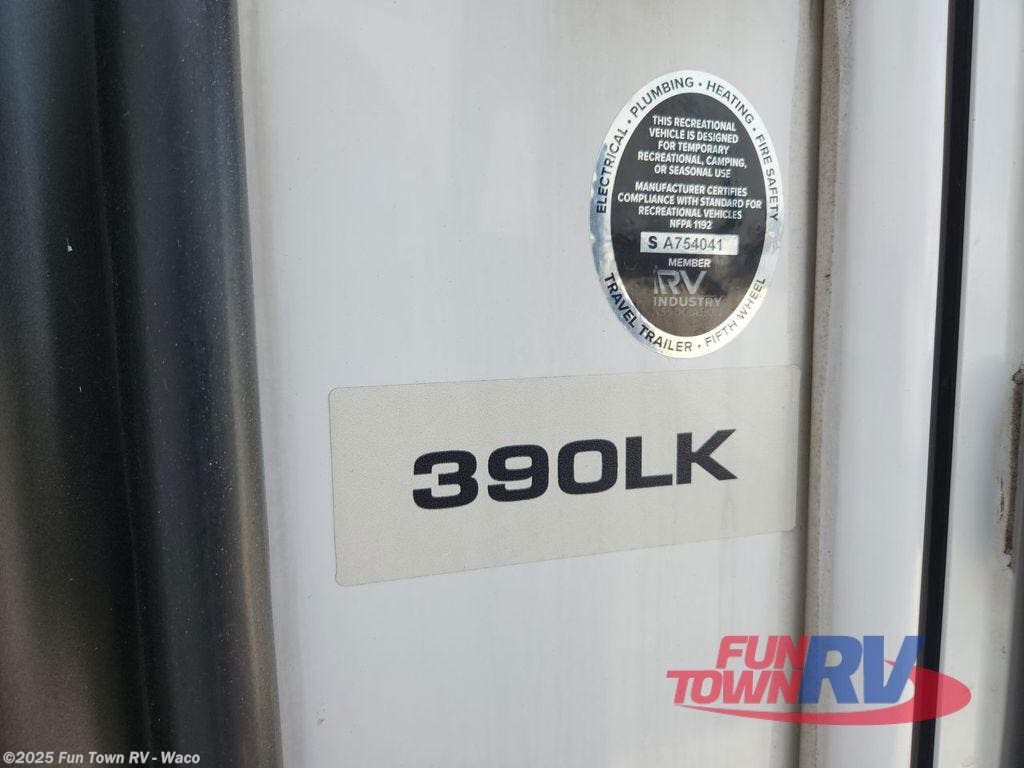 ELECTRICAL • PLUMBING • HEATING • FIRE SAFETY
THIS RECREATIONAL
VEHICLE IS DESIGNED
FOR TEMPORARY
RECREATIONAL, CAMPING,
OR SEASONAL USE
MANUFACTURER CERTIFIES
COMPLIANCE WITH STANDARD FOR
RECREATIONAL VEHICLES
NFPA 1192
S A754041
MEMBER
RV
INDUSTRY
ASSOCIATION
TRAVEL TRAILER • FIFTH WHEEL
390LK
FUN
TOWN RV
©2025 Fun Town RV - Waco